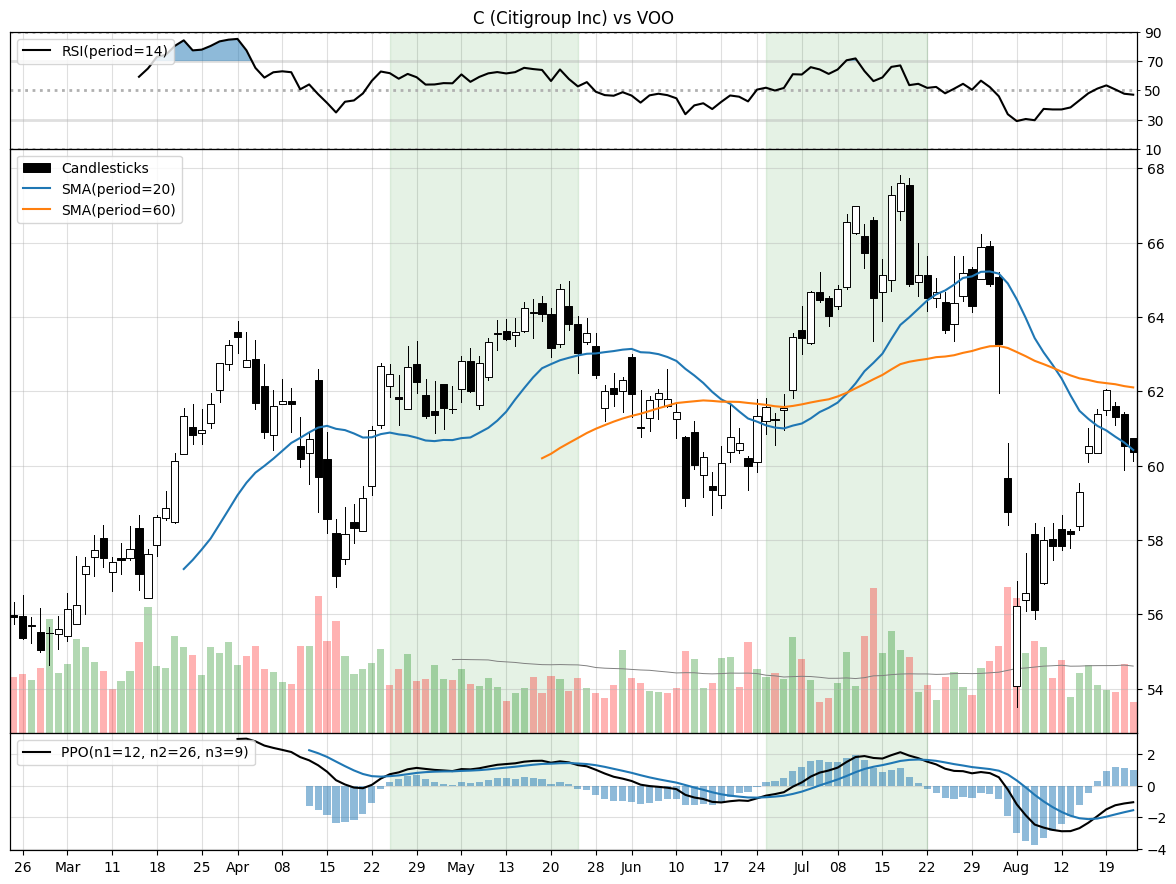 C (Citigroup Inc) vs VOO
RSI(period=14)
90
70
50
30
10
Candlesticks
SMA(period=20)
SMA(period=60)
68
66
64
62
60
58
56
54
PPO(n1=12, n2=26, n3=9)
2
0
−2
−4
26 Mar 11 18 25 Apr 08 15 22 29 May 13 20 28 Jun 10 17 24 Jul 08 15 22 29 Aug 12 19